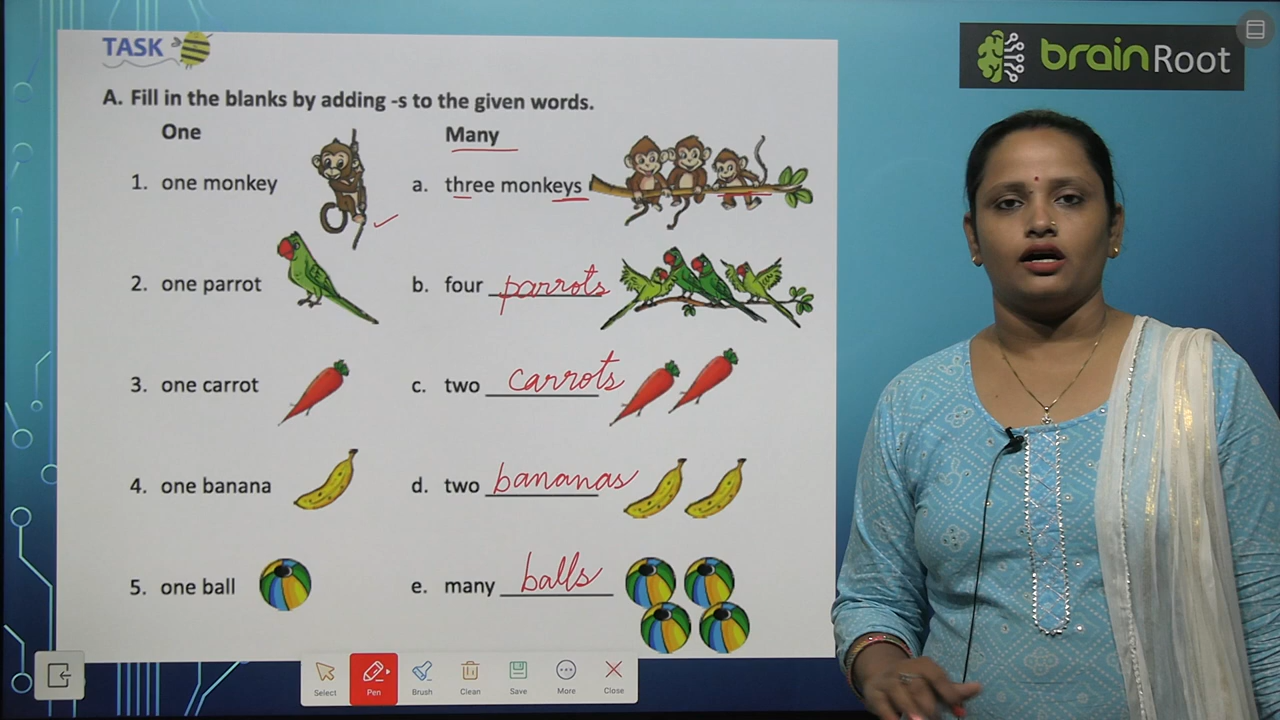 TASK
brainRoot
A. Fill in the blanks by adding -s to the given words.
One Many
1. one monkey a. three monkeys
2. one parrot b. four parrots
3. one carrot c. two carrots
4. one banana d. two bananas
5. one ball e. many balls
Select Pen Brush Clean Save More Close